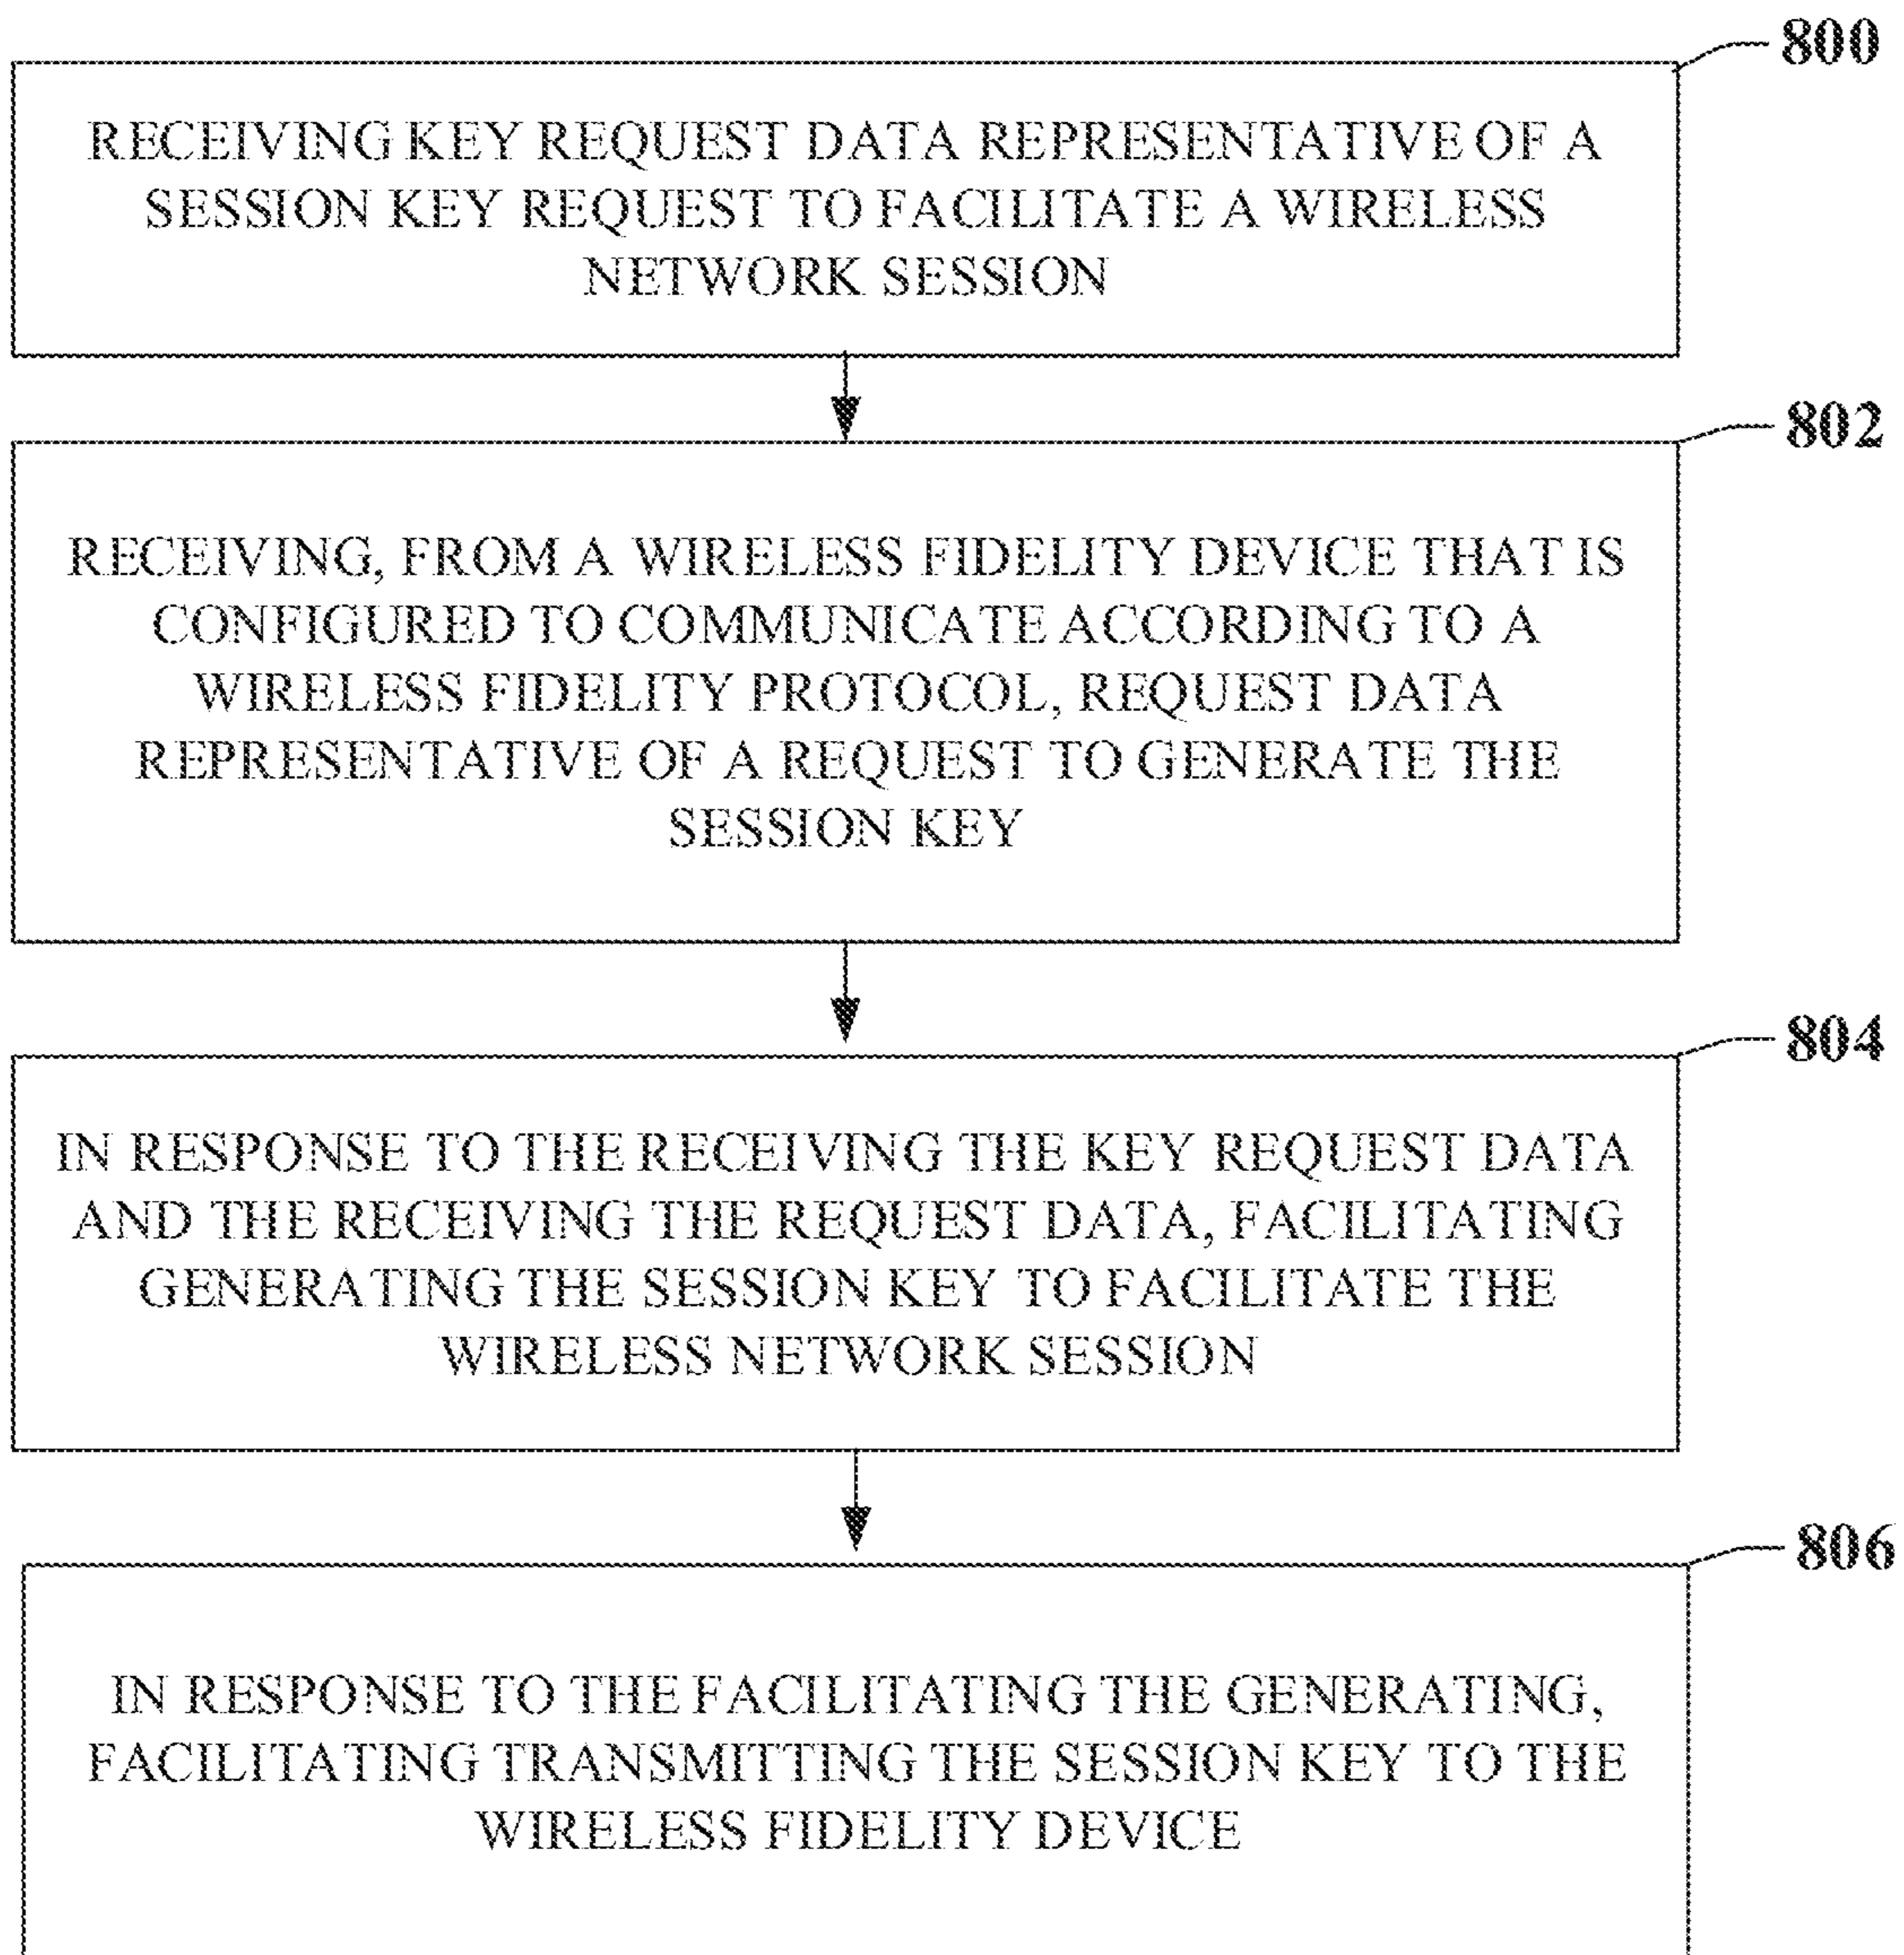 800
RECEIVING KEY REQUEST DATA REPRESENTATIVE OF A
SESSION KEY REQUEST TO FACILITATE A WIRELESS
NETWORK SESSION
802
RECEIVING, FROM A WIRELESS FIDELITY DEVICE THAT IS
CONFIGURED TO COMMUNICATE ACCORDING TO A
WIRELESS FIDELITY PROTOCOL, REQUEST DATA
REPRESENTATIVE OF A REQUEST TO GENERATE THE
SESSION KEY
804
IN RESPONSE TO THE RECEIVING THE KEY REQUEST DATA
AND THE RECEIVING THE REQUEST DATA, FACILITATING
GENERATING THE SESSION KEY TO FACILITATE THE
WIRELESS NETWORK SESSION
806
IN RESPONSE TO THE FACILITATING THE GENERATING,
FACILITATING TRANSMITTING THE SESSION KEY TO THE
WIRELESS FIDELITY DEVICE